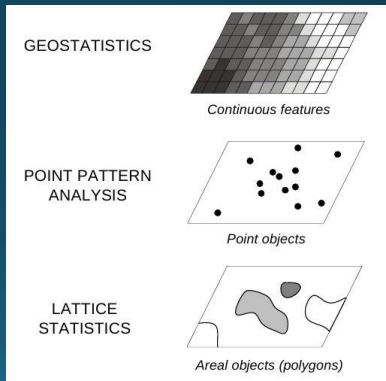 GEOSTATISTICS
Continuous features
POINT PATTERN
ANALYSIS
Point objects
LATTICE
STATISTICS
Areal objects (polygons)